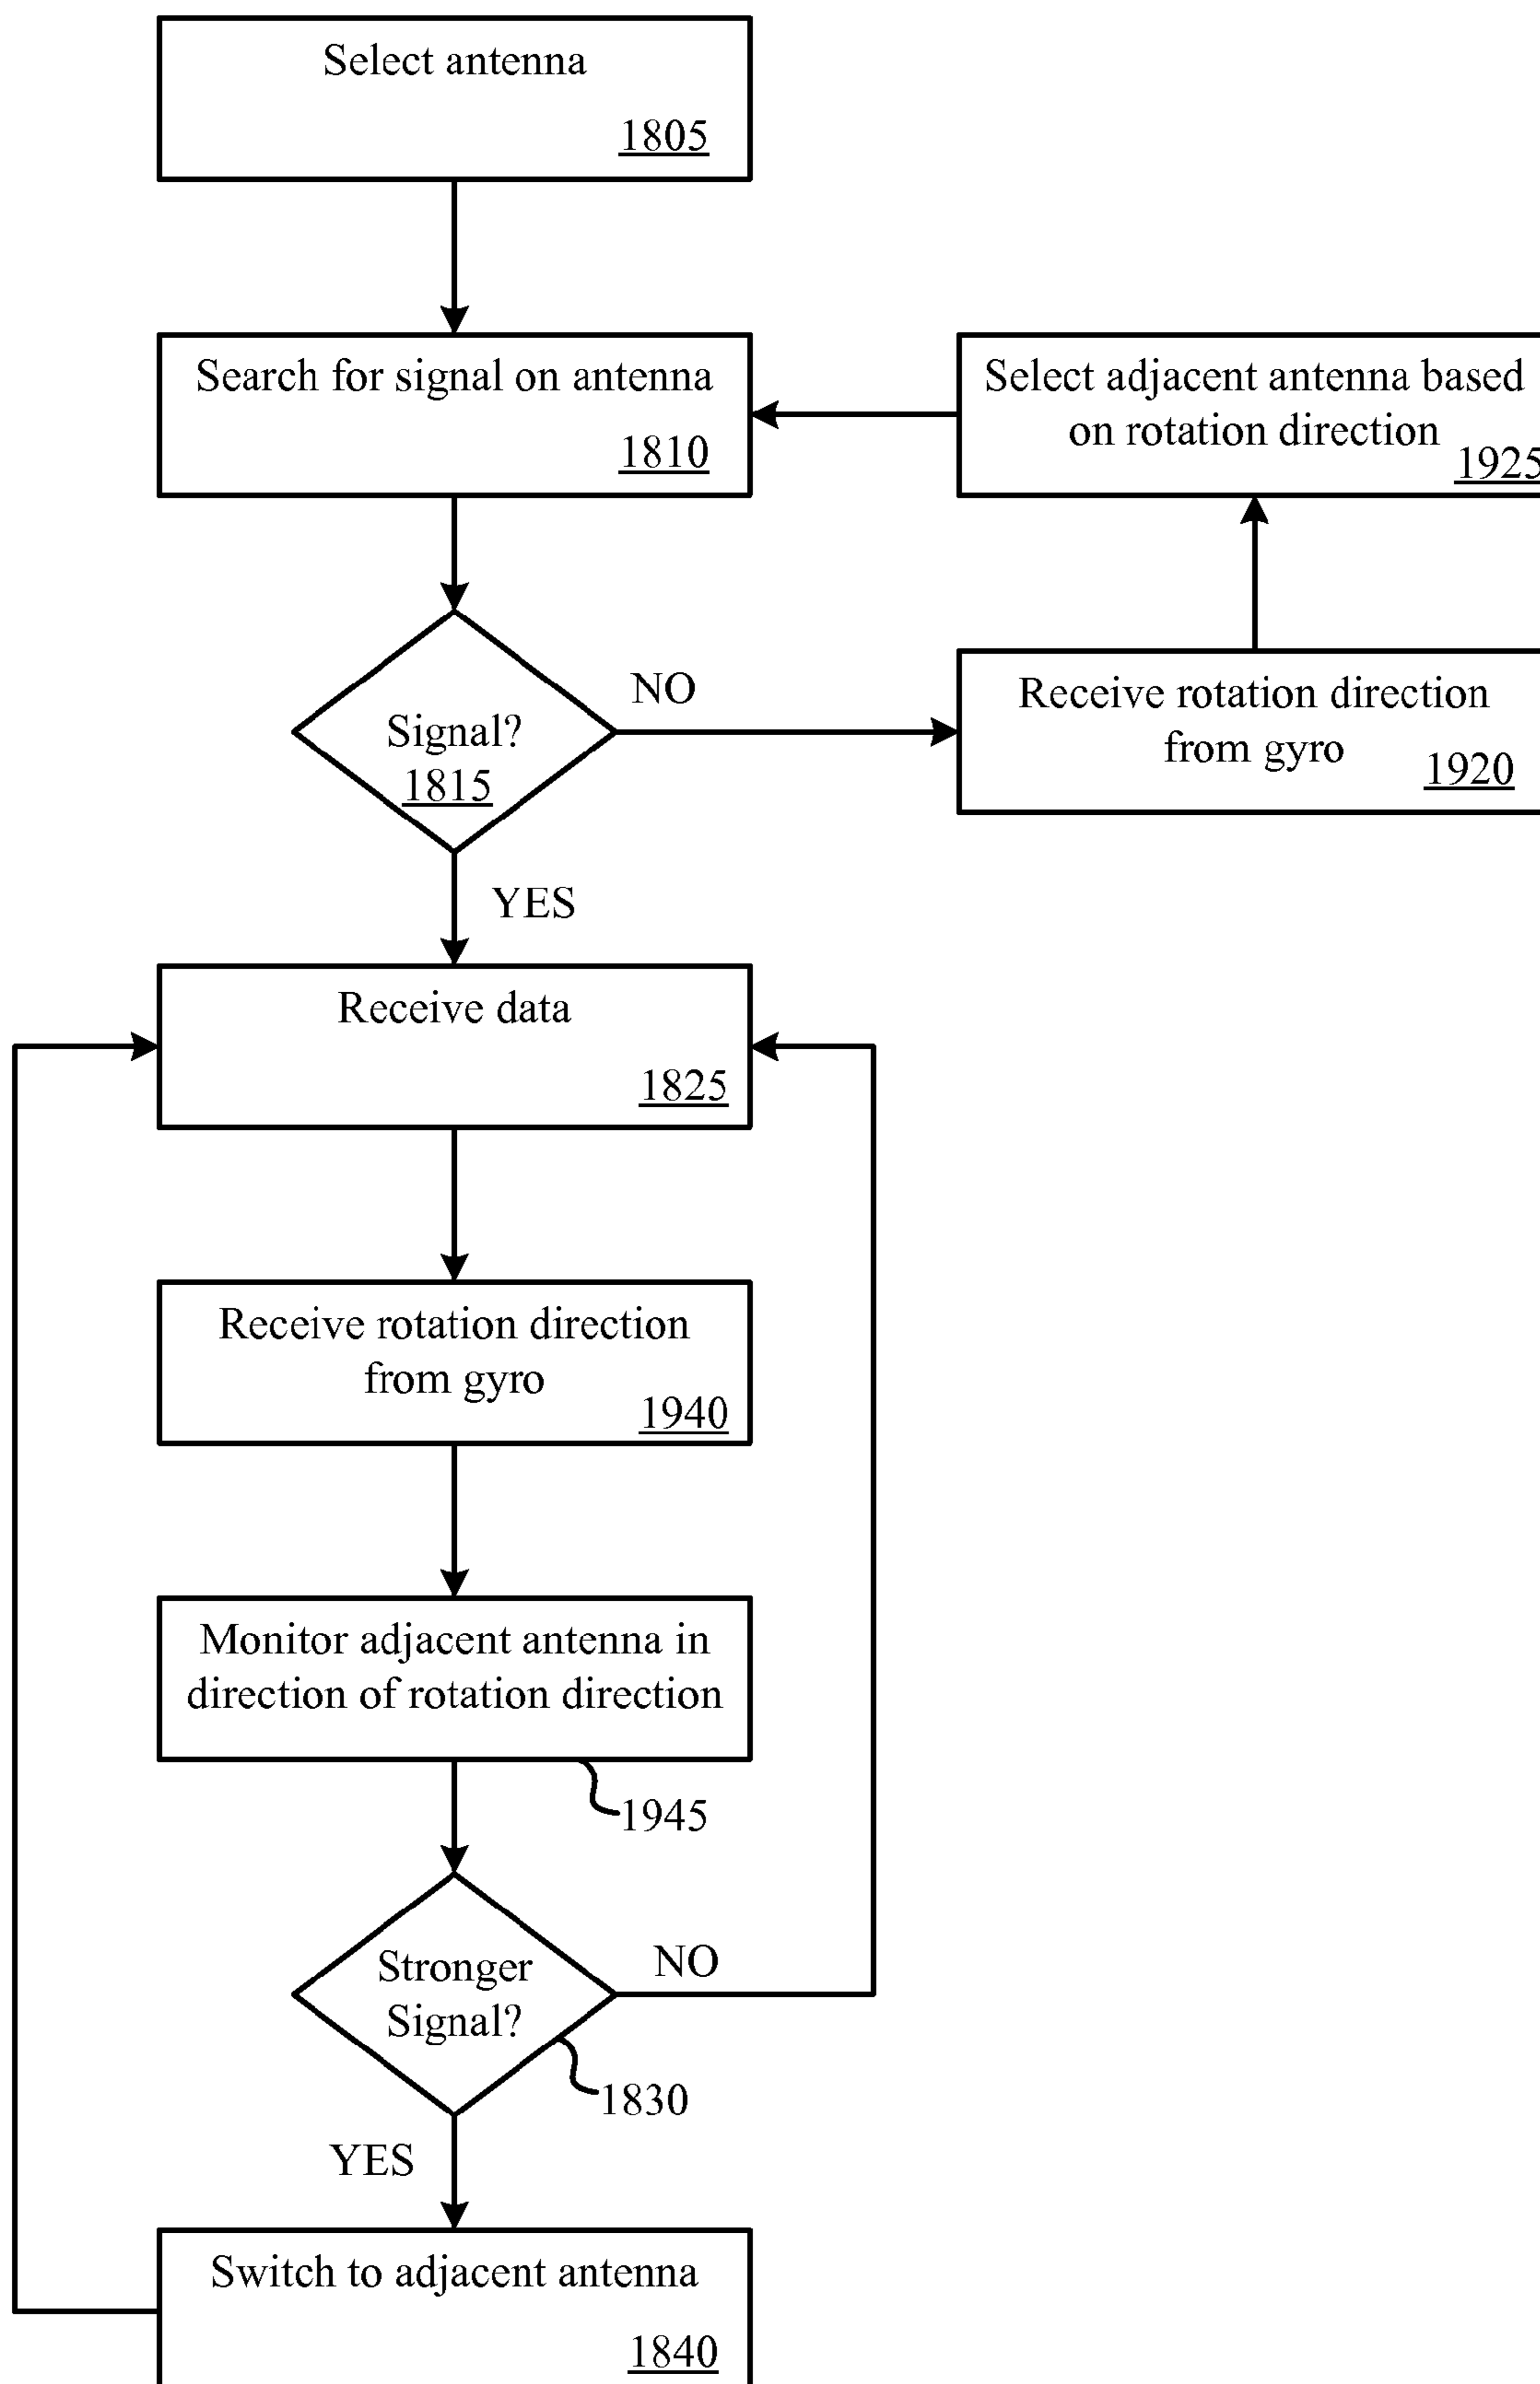 Select antenna
1805
Search for signal on antenna
1810
Select adjacent antenna based
on rotation direction
1925
Signal?
1815
NO
Receive rotation direction
from gyro
1920
YES
Receive data
1825
Receive rotation direction
from gyro
1940
Monitor adjacent antenna in
direction of rotation direction
1945
Stronger
Signal?
NO
1830
YES
Switch to adjacent antenna
1840